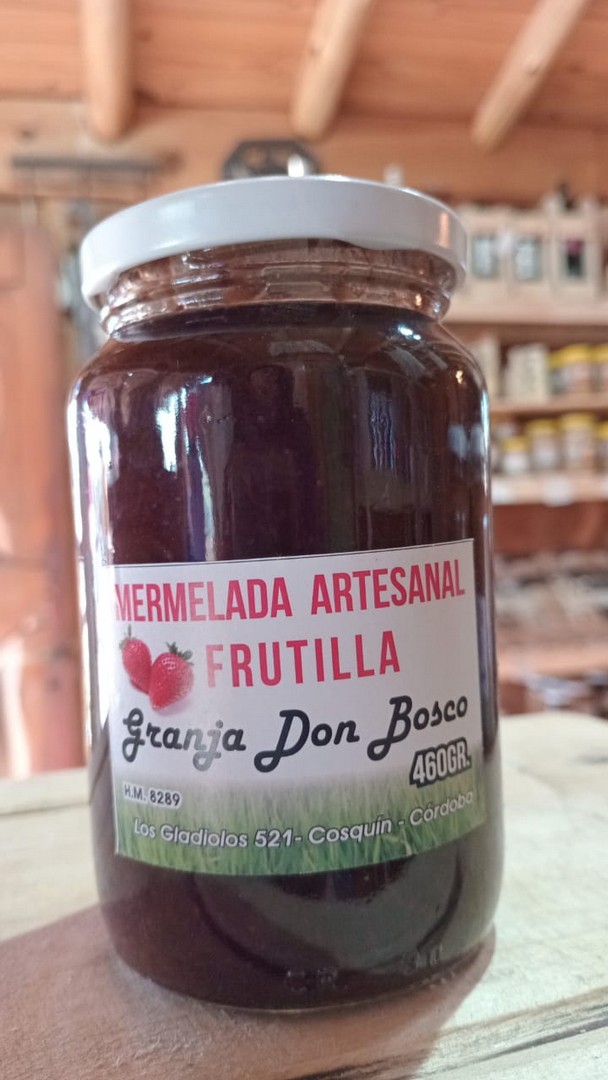 MERMELADA ARTESANAL
FRUTILLA
Granja Don Bosco
460GR.
H.M. 8289
Los Gladiolos 521- Cosquín - Córdoba